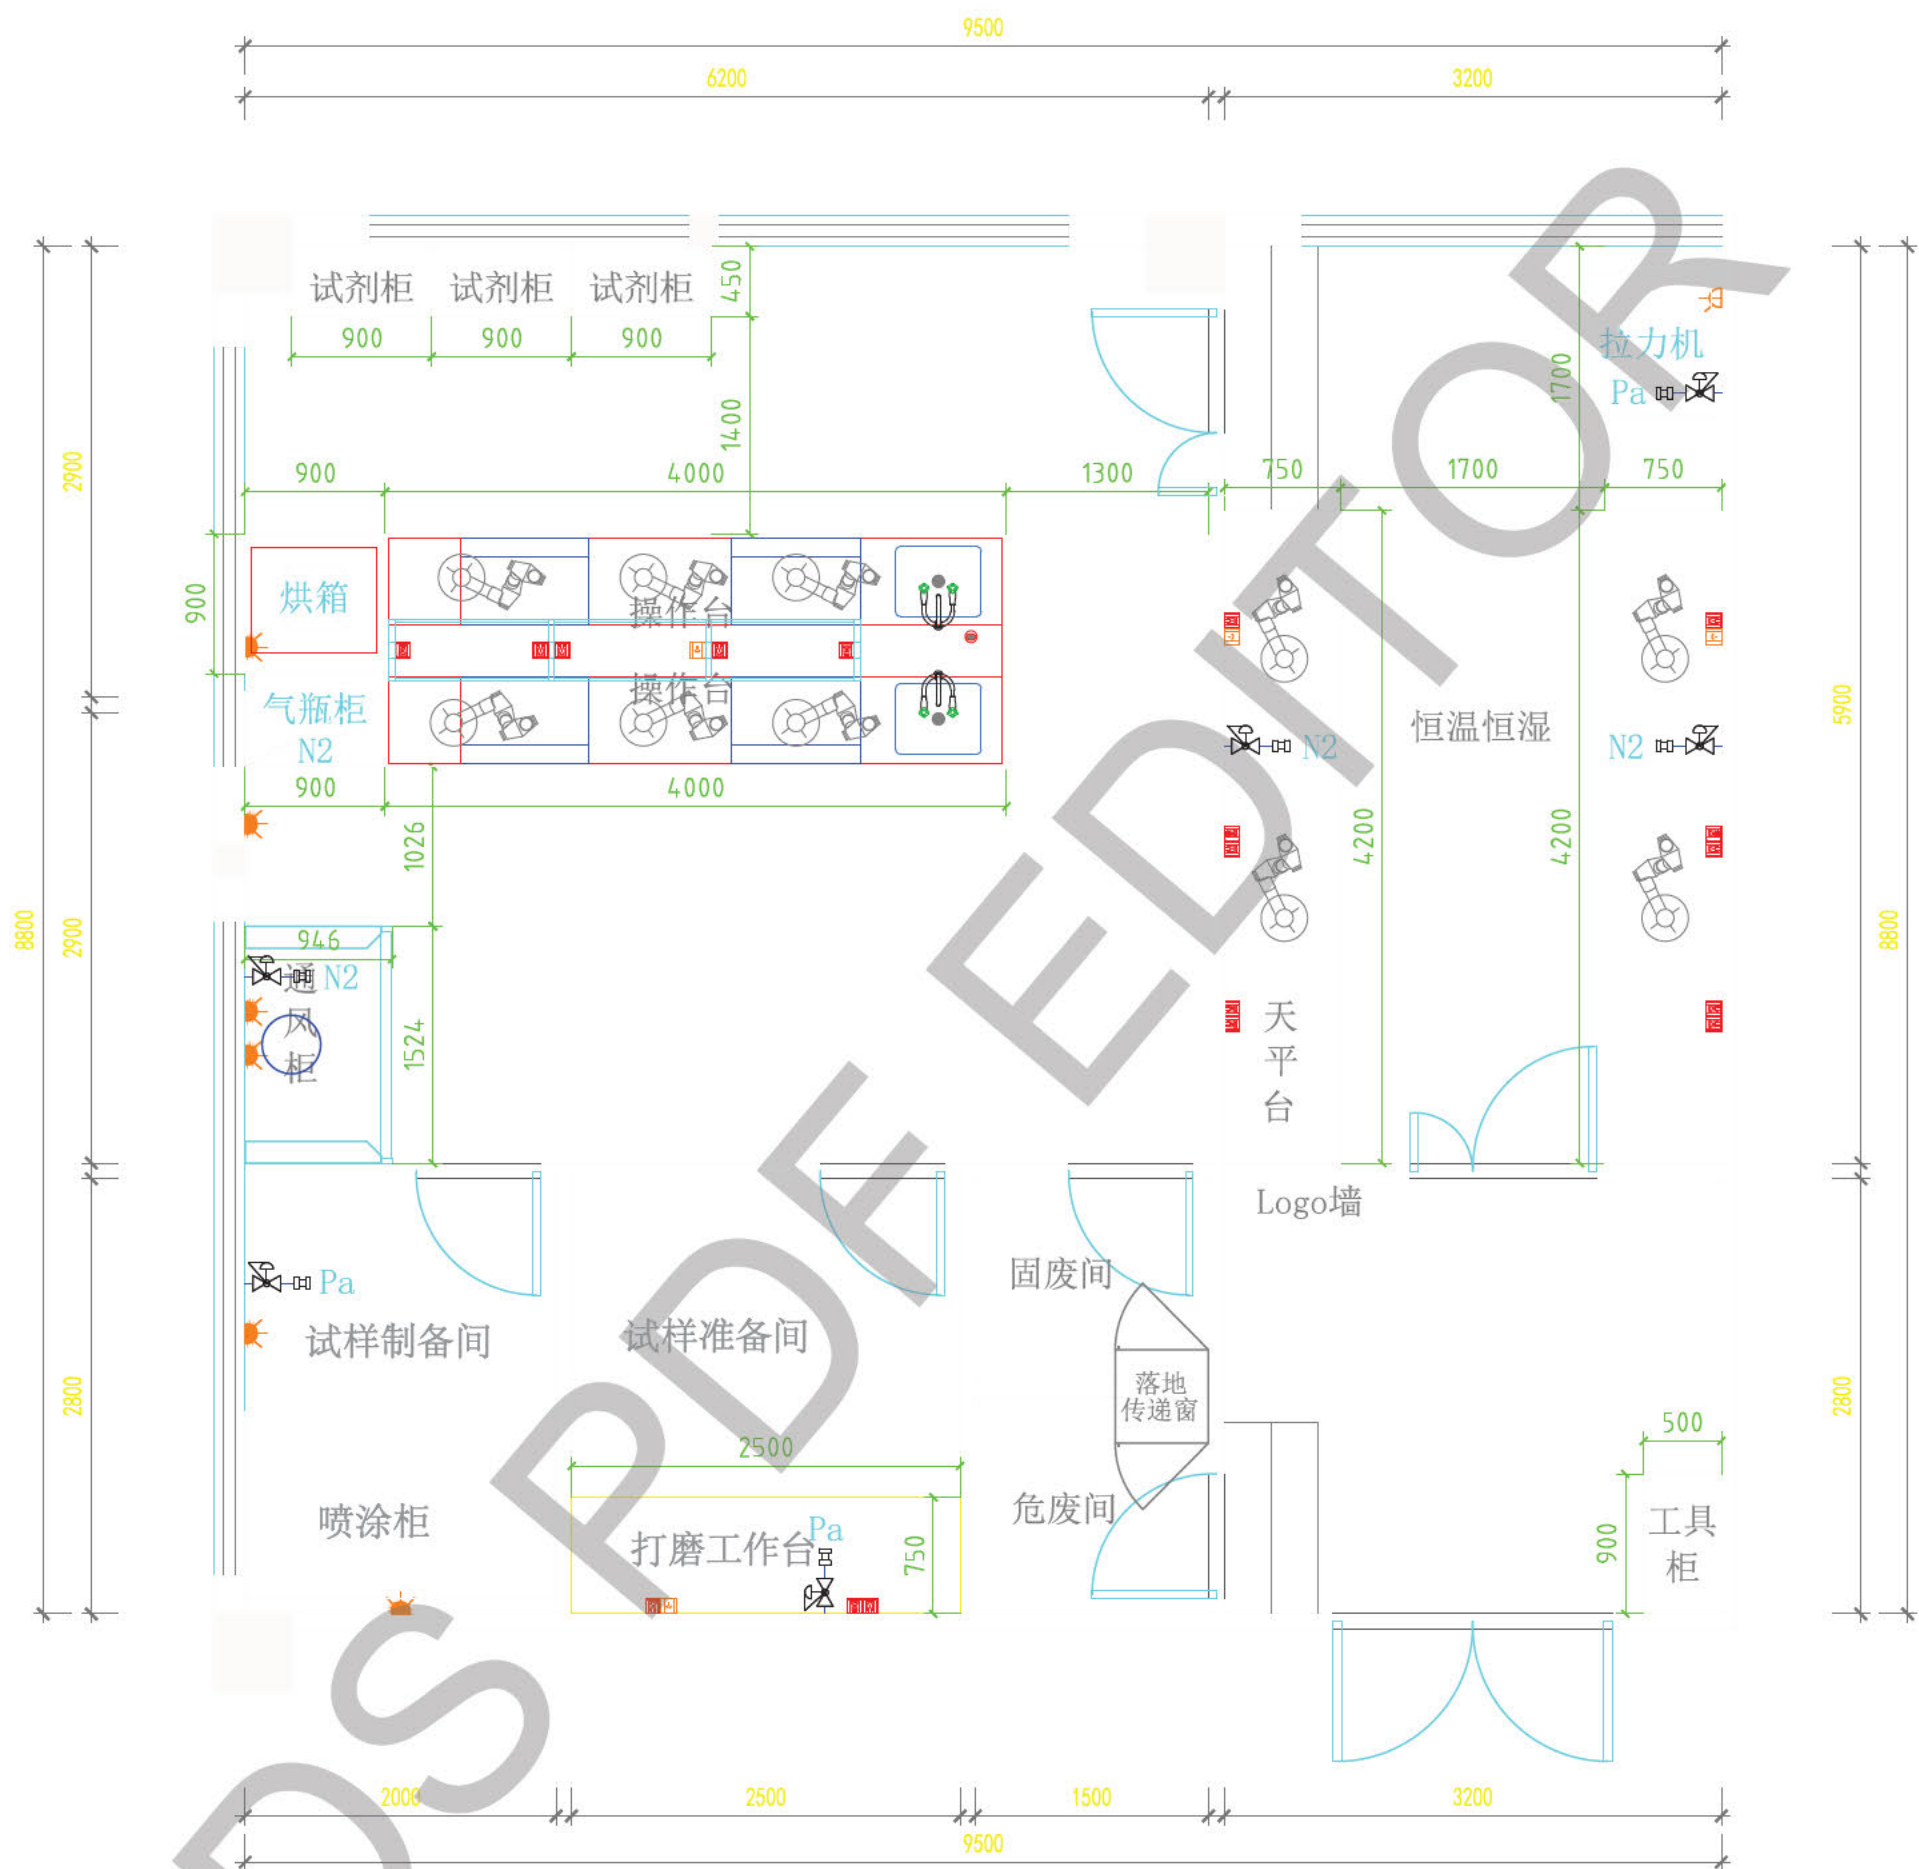 9500
6200
3200
试剂柜
试剂柜
试剂柜
450
900
900
900
拉力机
1700
Pa
1400
2900
900
4000
1300
750
1700
750
900
烘箱
操作台
操作台
气瓶柜
N2
恒温恒湿
N2
N2
5900
900
4000
1026
4200
4200
8800
2900
8800
946
N2
通
风
柜
1524
天
平
台
Logo墙
Pa
固废间
试样制备间
试样准备间
落地
传递窗
2800
2800
500
2500
喷涂柜
打磨工作台
Pa
750
危废间
900
工具
柜
2000
2500
1500
3200
9500
DS PDF EDITOR